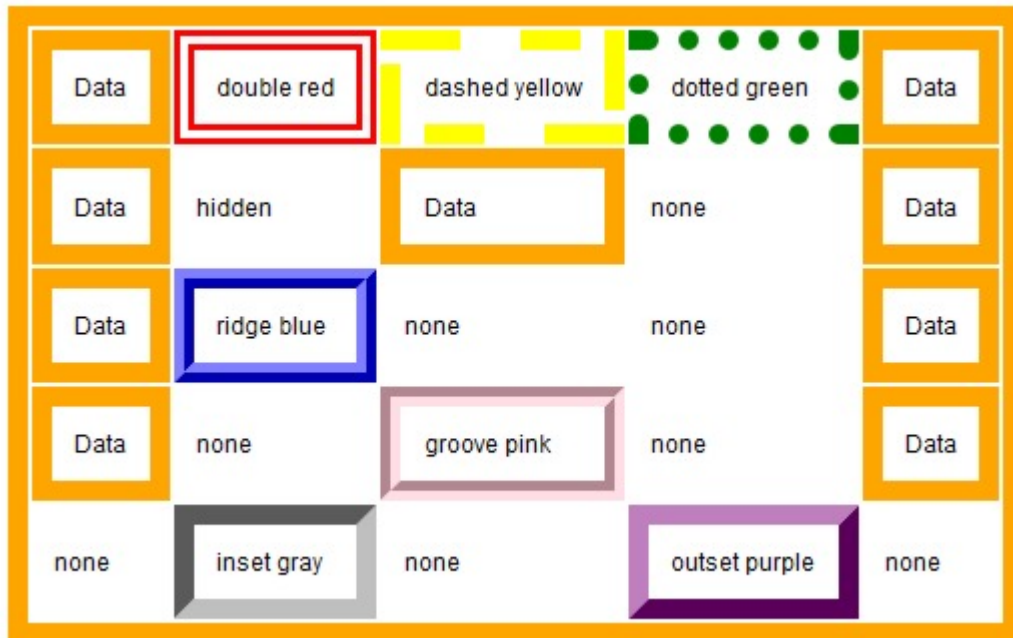 Data double red dashed yellow dotted green Data
Data hidden Data none Data
Data ridge blue none none Data
Data none groove pink none Data
none inset gray none outset purple none